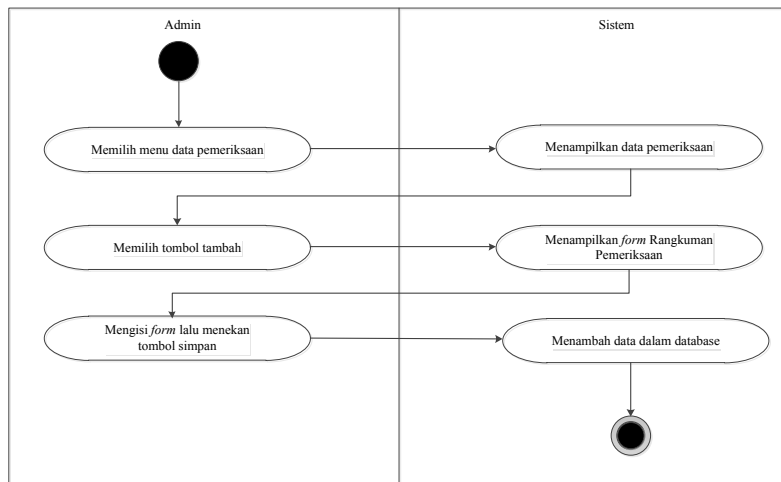 Admin
Sistem
Memilih menu data pemeriksaan
Menampilkan data pemeriksaan
Memilih tombol tambah
Menampilkan form Rangkuman
Pemeriksaan
Mengisi form lalu menekan
tombol simpan
Menambah data dalam database